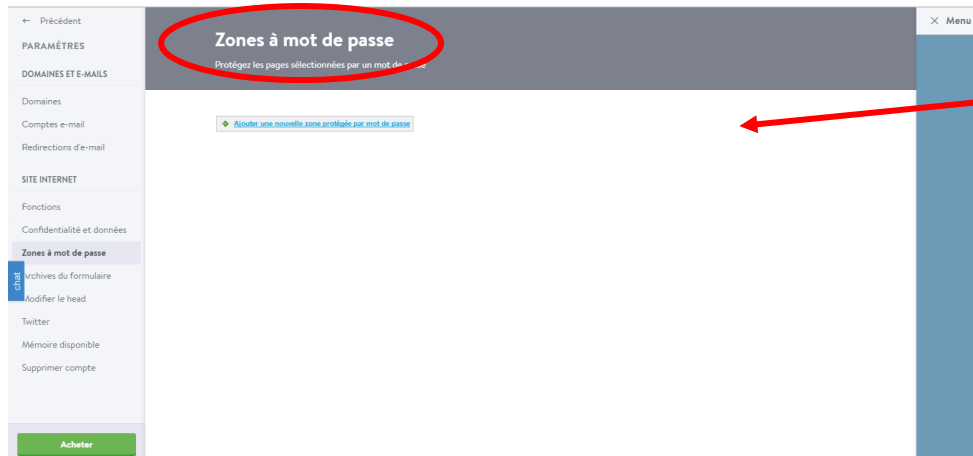 ← Précédent
PARAMÈTRES
DOMAINES ET E-MAILS
Domaines
Comptes e-mail
Redirections d'e-mail
SITE INTERNET
Fonctions
Confidentialité et données
Zones à mot de passe
Archives du formulaire
Modifier le head
Twitter
Mémoire disponible
Supprimer compte
Acheter
chat
Zones à mot de passe
Protégez les pages sélectionnées par un mot de passe
Ajouter une nouvelle zone protégée par mot de passe
× Menu